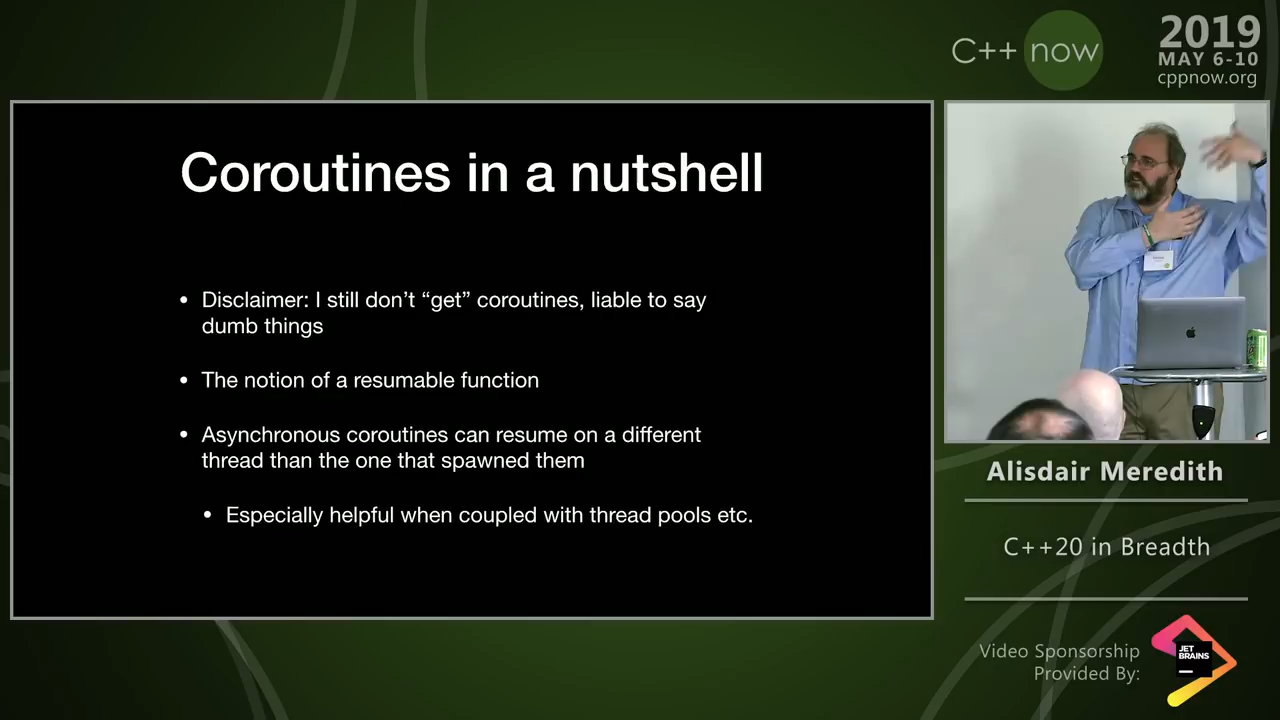 C++ now
2019
MAY 6-10
cppnow.org
Coroutines in a nutshell
• Disclaimer: I still don’t “get” coroutines, liable to say
dumb things
• The notion of a resumable function
• Asynchronous coroutines can resume on a different
thread than the one that spawned them
• Especially helpful when coupled with thread pools etc.
Alisdair Meredith
C++20 in Breadth
Video Sponsorship
Provided By:
JET
BRAINS